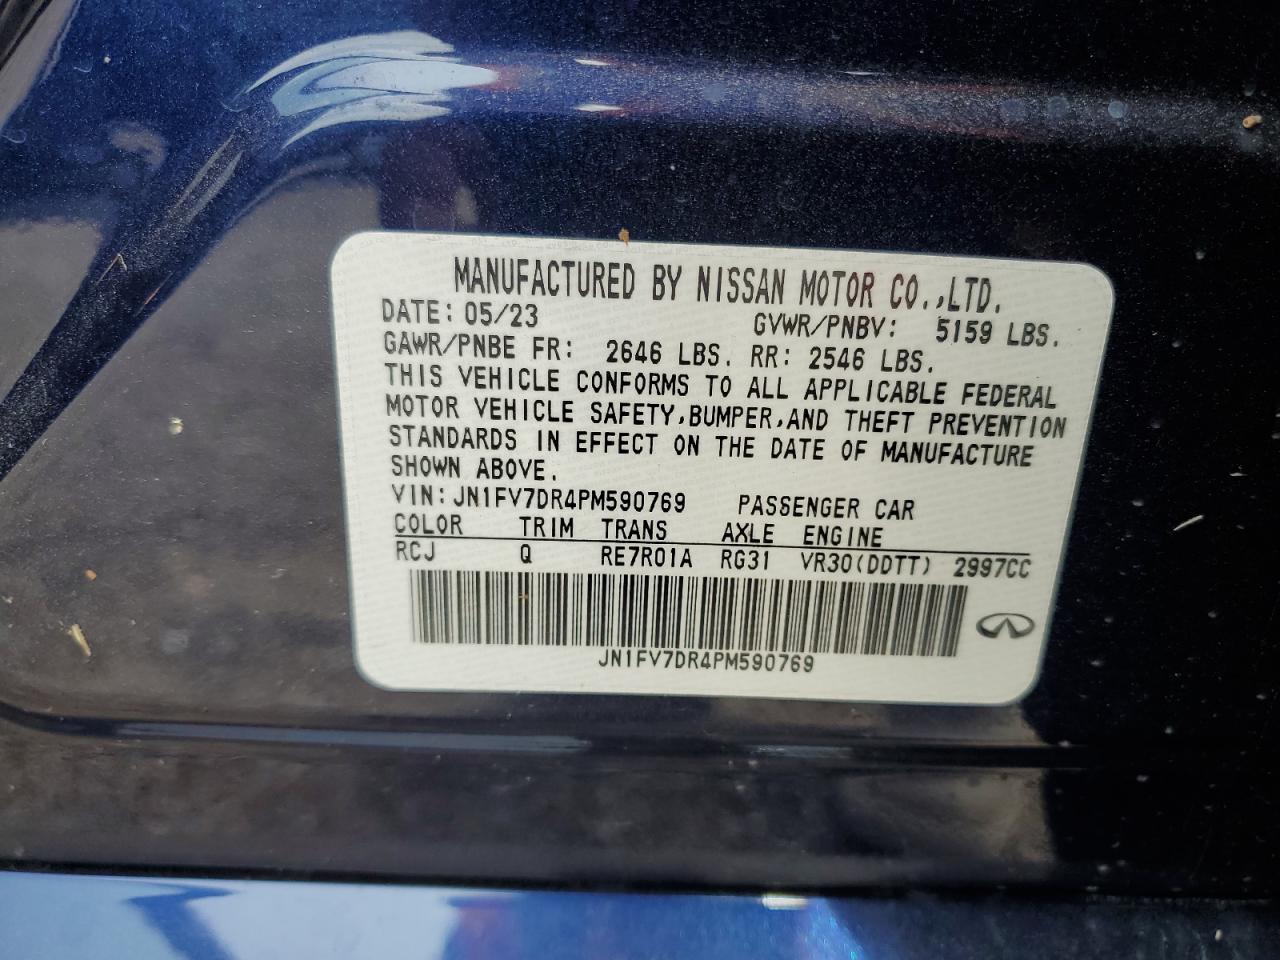 MANUFACTURED BY NISSAN MOTOR CO.,LTD.
DATE: 05/23 GVWR/PNBV: 5159 LBS.
GAWR/PNBE FR: 2646 LBS. RR: 2546 LBS.
THIS VEHICLE CONFORMS TO ALL APPLICABLE FEDERAL
MOTOR VEHICLE SAFETY,BUMPER,AND THEFT PREVENTION
STANDARDS IN EFFECT ON THE DATE OF MANUFACTURE
SHOWN ABOVE.
VIN: JN1FV7DR4PM590769 PASSENGER CAR
COLOR TRIM TRANS AXLE ENGINE
RCJ Q RE7R01A RG31 VR30(DDTT) 2997CC
JN1FV7DR4PM590769